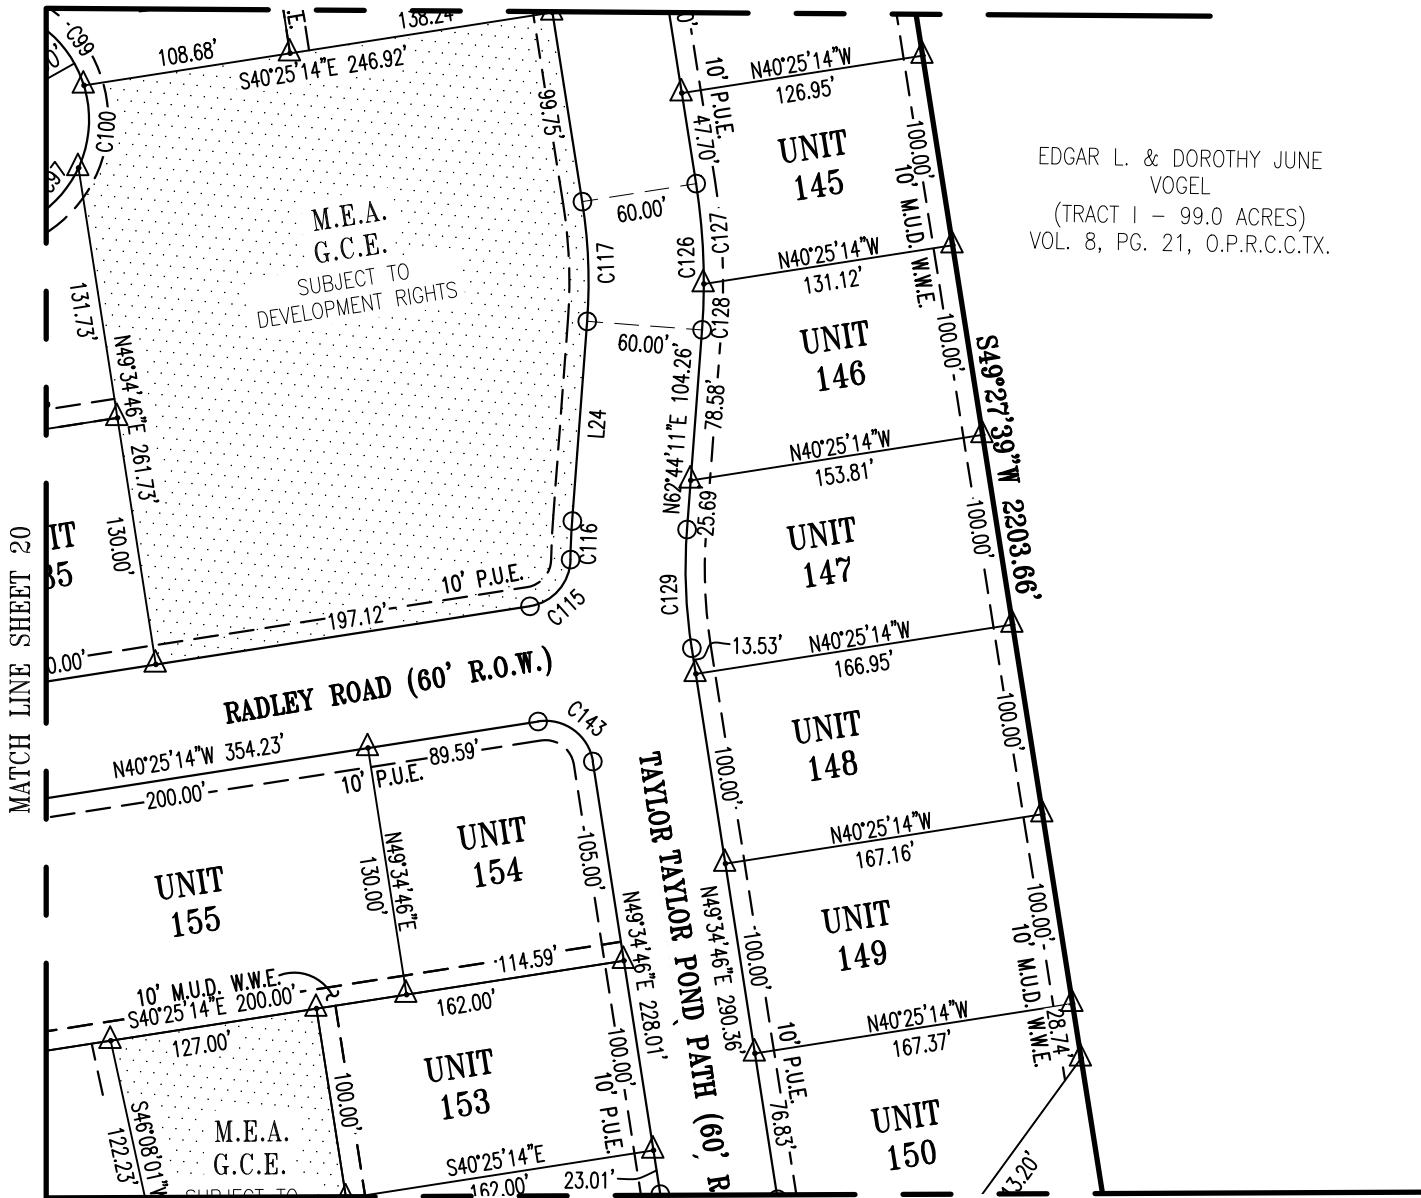 C99
108.68'
138.24'
S40°25'14"E 246.92'
C100
99.75'
10' P.U.E.
47.70'
N40°25'14"W
126.95'
UNIT
145
100.00'
10' M.U.D. W.W.E.
EDGAR L. & DOROTHY JUNE
VOGEL
(TRACT I – 99.0 ACRES)
VOL. 8, PG. 21, O.P.R.C.C.TX.
M.E.A.
G.C.E.
SUBJECT TO
DEVELOPMENT RIGHTS
60.00'
C117
C126
C127
N40°25'14"W
131.12'
131.73'
N49°34'46"E 261.73'
60.00'
C128
UNIT
146
100.00'
S49°27'39"W 2203.66'
L24
N62°44'11"E 104.26'
78.58'
N40°25'14"W
153.81'
130.00'
C116
25.69
UNIT
147
100.00'
MATCH LINE SHEET 20
10' P.U.E.
197.12'
C115
C129
13.53'
N40°25'14"W
166.95'
RADLEY ROAD (60' R.O.W.)
C143
N40°25'14"W 354.23'
200.00'
10' P.U.E.
89.59'
UNIT
148
100.00'
100.00'
TAYLOR TAYLOR POND PATH (60' R
N40°25'14"W
167.16'
UNIT
155
N49°34'46"E
130.00'
UNIT
154
105.00'
N49°34'46"E 228.01'
N49°34'46"E 290.36'
100.00'
UNIT
149
100.00'
10' M.U.D. W.W.E.
10' M.U.D. W.W.E.
S40°25'14"E 200.00'
127.00'
114.59'
162.00'
N40°25'14"W
167.37'
28.74'
UNIT
153
100.00'
100.00'
10' P.U.E.
10' P.U.E.
76.83'
UNIT
150
S46°08'01"W
122.23'
M.E.A.
G.C.E.
SUBJECT TO
S40°25'14"E
162.00'
23.01'
3.20'